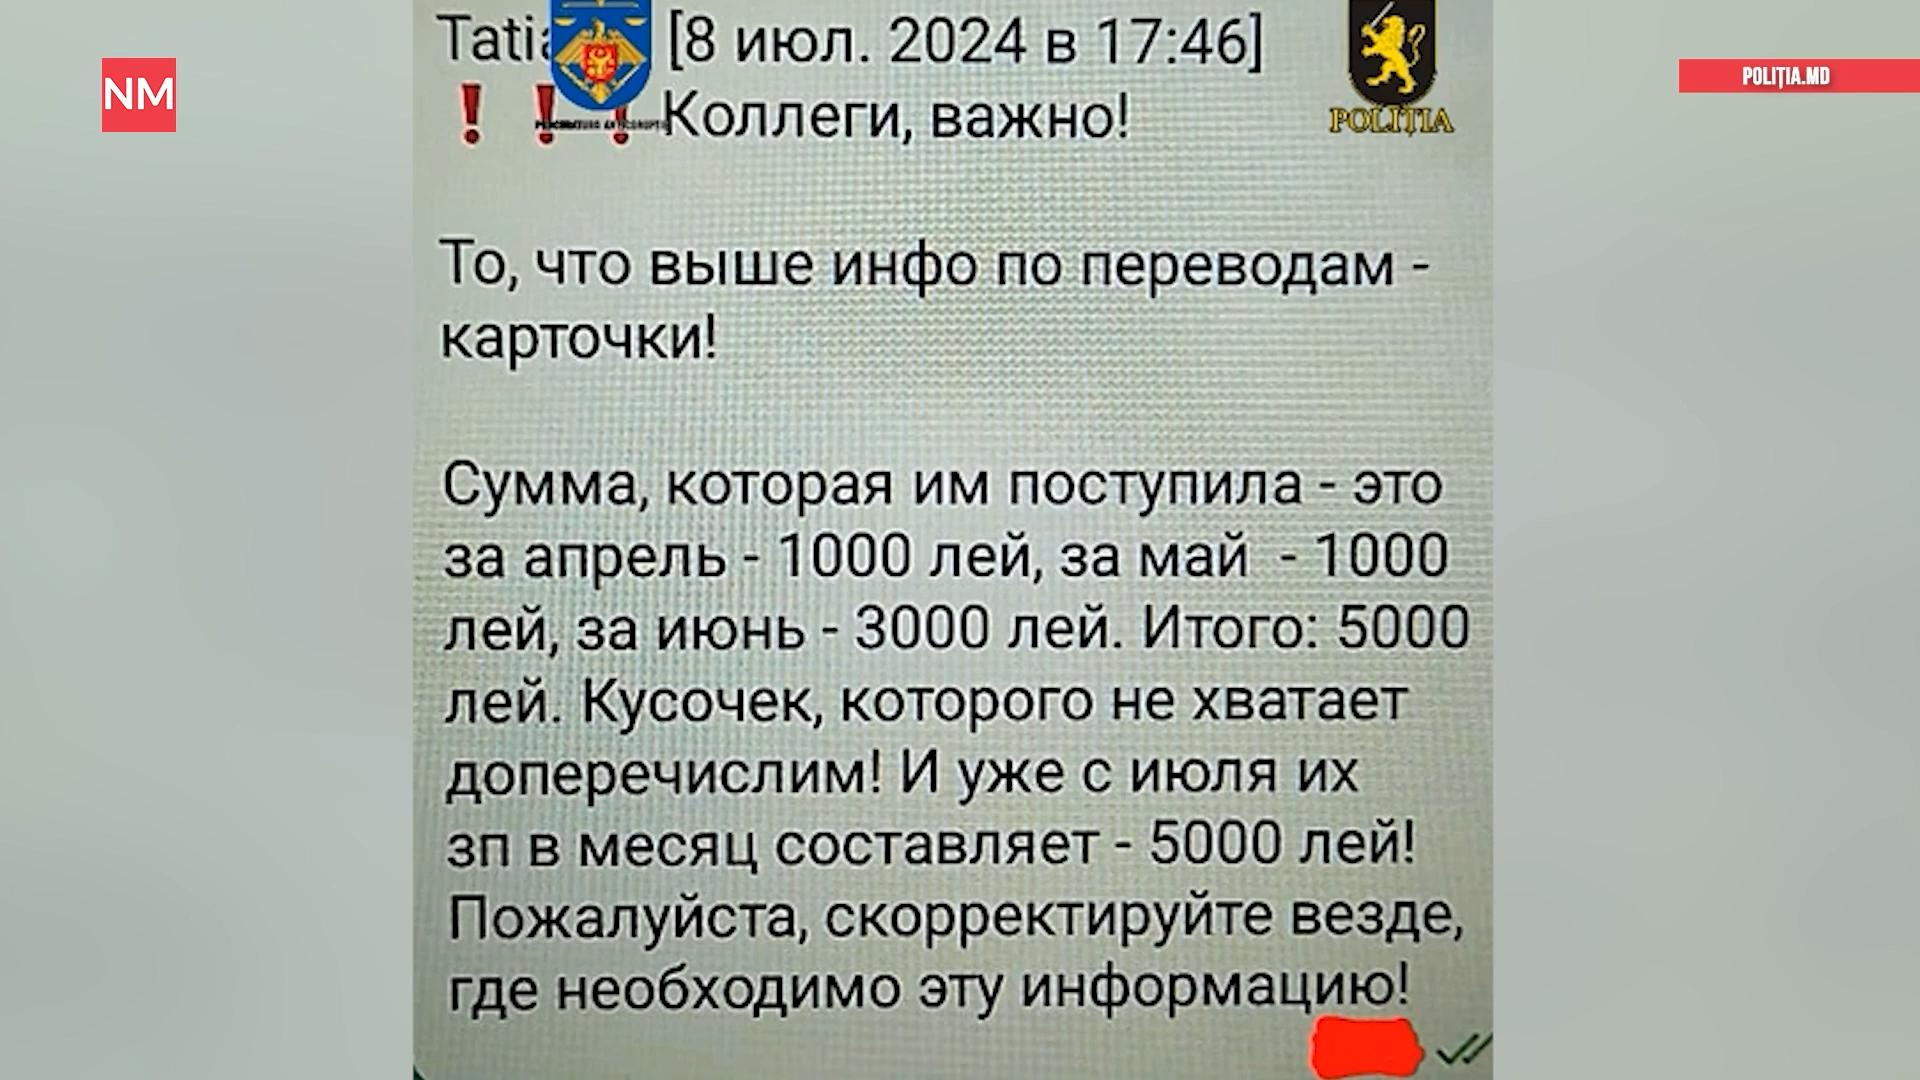 NM
POLIȚIA.MD
[8 июл. 2024 в 17:46]
Коллеги, важно!
POLIȚIA
То, что выше инфо по переводам -
карточки!
Сумма, которая им поступила - это
за апрель - 1000 лей, за май - 1000
лей, за июнь - 3000 лей. Итого: 5000
лей. Кусочек, которого не хватает
доперечислим! И уже с июля их
зп в месяц составляет - 5000 лей!
Пожалуйста, скорректируйте везде,
где необходимо эту информацию!